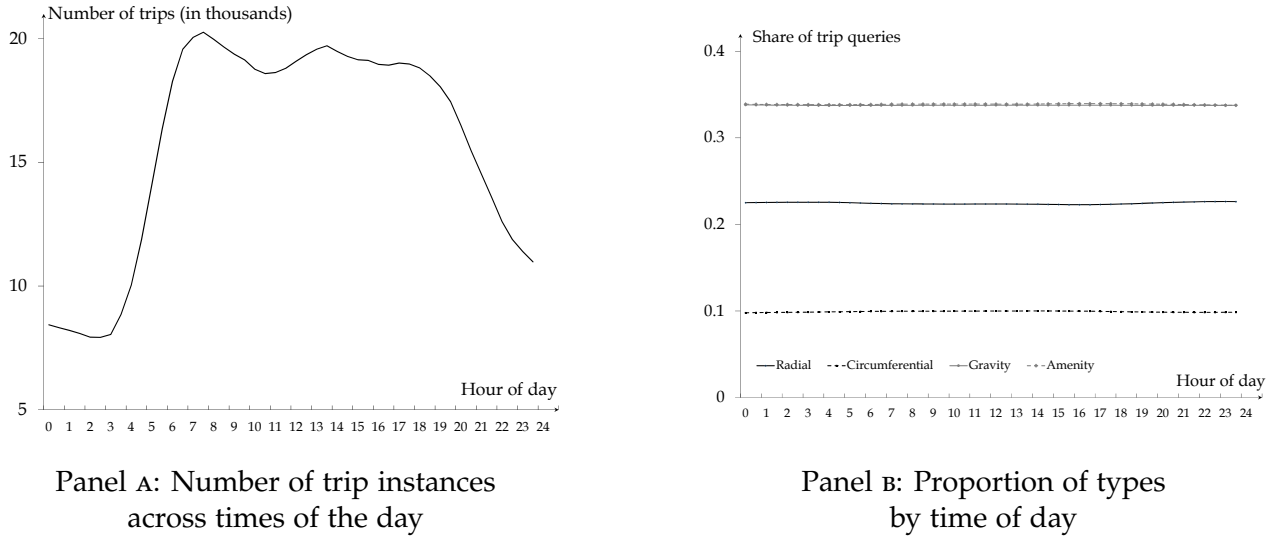 Number of trips (in thousands)
20
15
10
5
Hour of day
0 1 2 3 4 5 6 7 8 9 10 11 12 13 14 15 16 17 18 19 20 21 22 23 24
Panel A: Number of trip instances
across times of the day
Share of trip queries
0.4
0.3
0.2
0.1
0
Radial Circumferential Gravity Amenity
Hour of day
0 1 2 3 4 5 6 7 8 9 10 11 12 13 14 15 16 17 18 19 20 21 22 23 24
Panel B: Proportion of types
by time of day